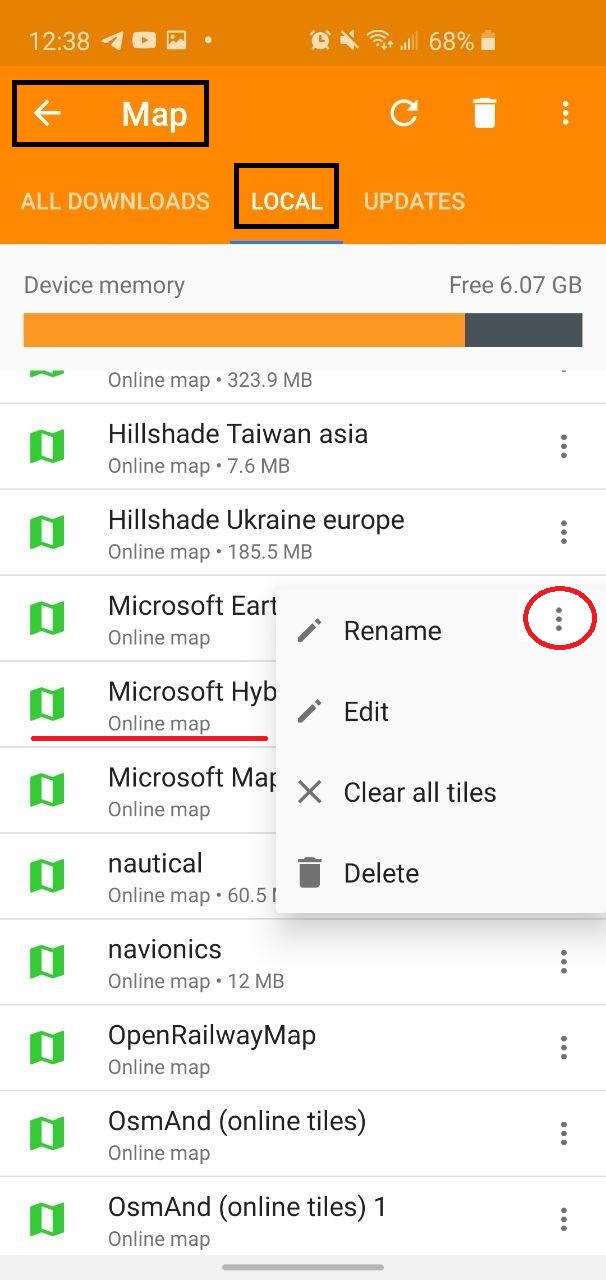 12:38
68%
Map
ALL DOWNLOADS
LOCAL
UPDATES
Device memory
Free 6.07 GB
Online map • 323.9 MB
Hillshade Taiwan asia
Online map • 7.6 MB
Hillshade Ukraine europe
Online map • 185.5 MB
Microsoft Eart
Online map
Microsoft Hyb
Online map
Microsoft Map
Online map
nautical
Online map • 60.5
Rename
Edit
Clear all tiles
Delete
navionics
Online map • 12 MB
OpenRailwayMap
Online map
OsmAnd (online tiles)
Online map
OsmAnd (online tiles) 1
Online map